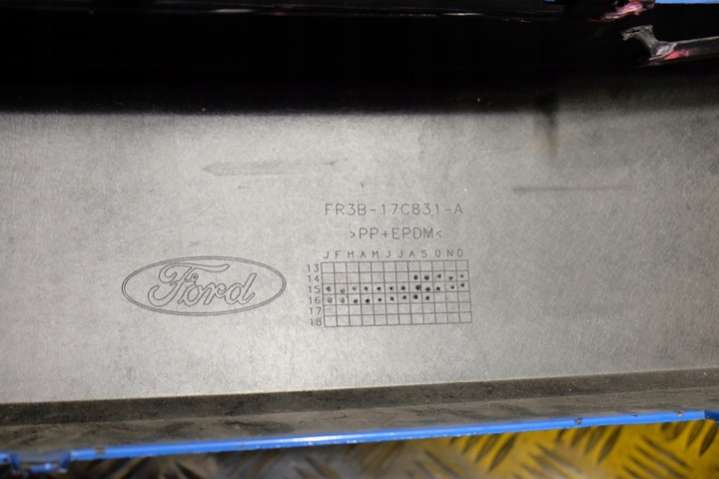 FR3B-17C831-A
>PP+EPDM<
J F M A M J J A S O N D
13
14
15
16
17
18
Ford